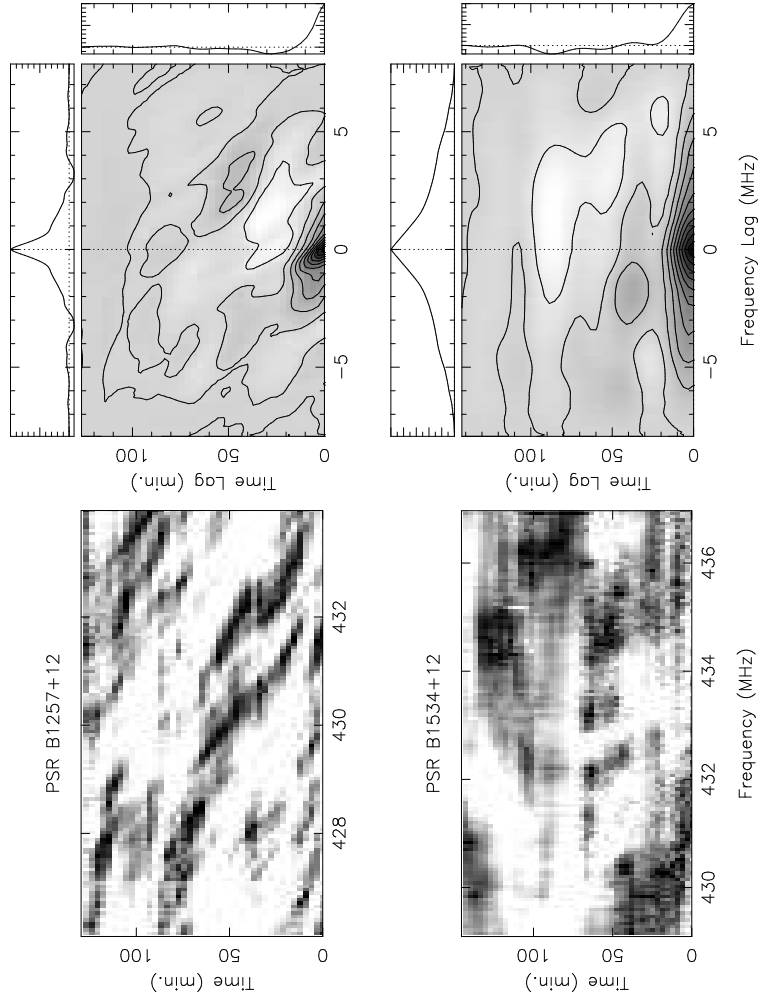 PSR B1257+12
Time (min.)
0 50 100
428 430 432
Time Lag (min.)
0 50 100
−5 0 5
PSR B1534+12
Time (min.)
0 50 100
430 432 434 436
Frequency (MHz)
Time Lag (min.)
0 50 100
−5 0 5
Frequency Lag (MHz)